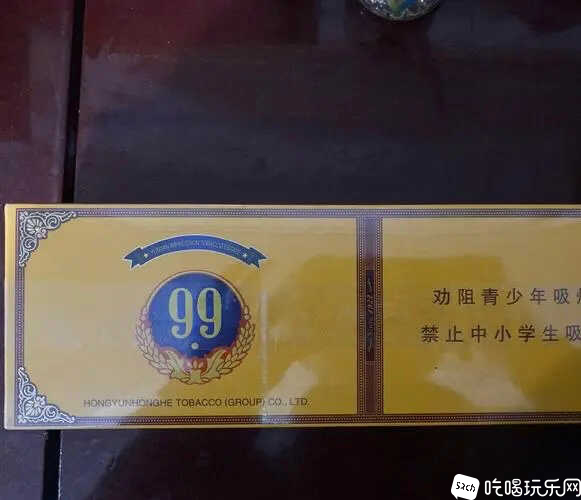 99
HONGYUNHONGHE TOBACCO (GROUP) CO., LTD.
劝阻青少年吸
禁止中小学生吸
Sach 吃喝玩乐网